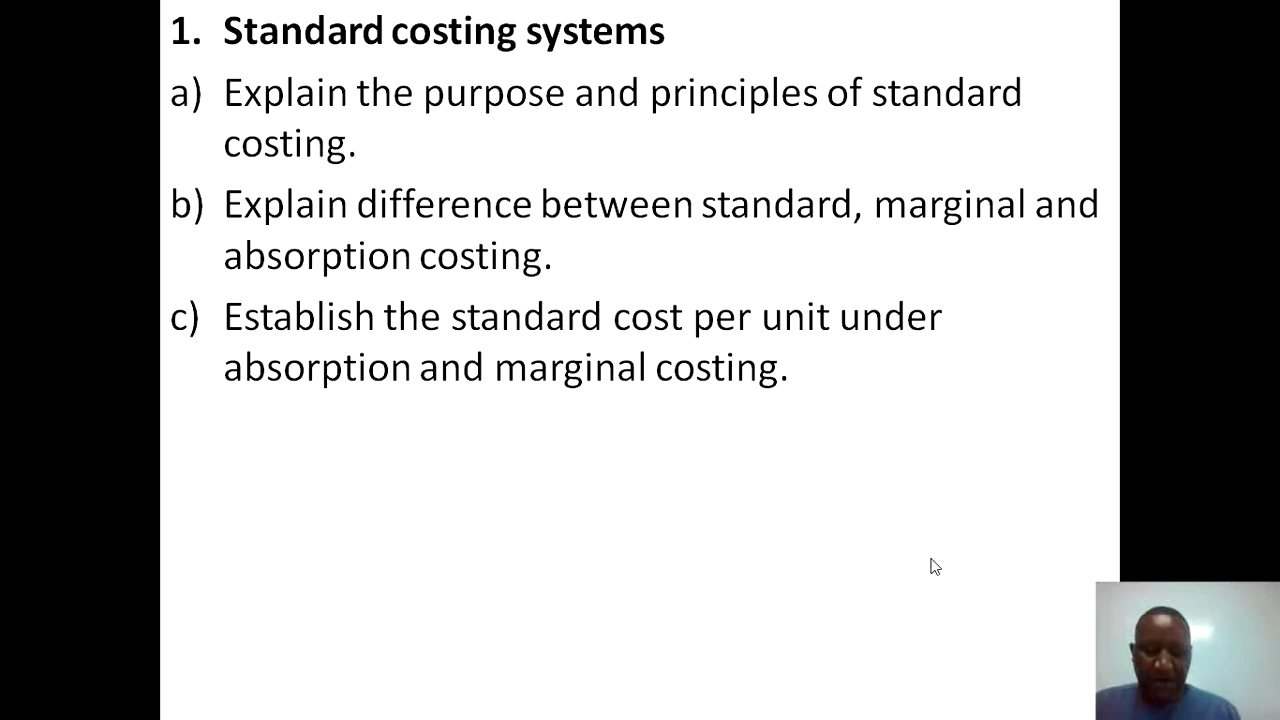 1. Standard costing systems
a) Explain the purpose and principles of standard
costing.
b) Explain difference between standard, marginal and
absorption costing.
c) Establish the standard cost per unit under
absorption and marginal costing.